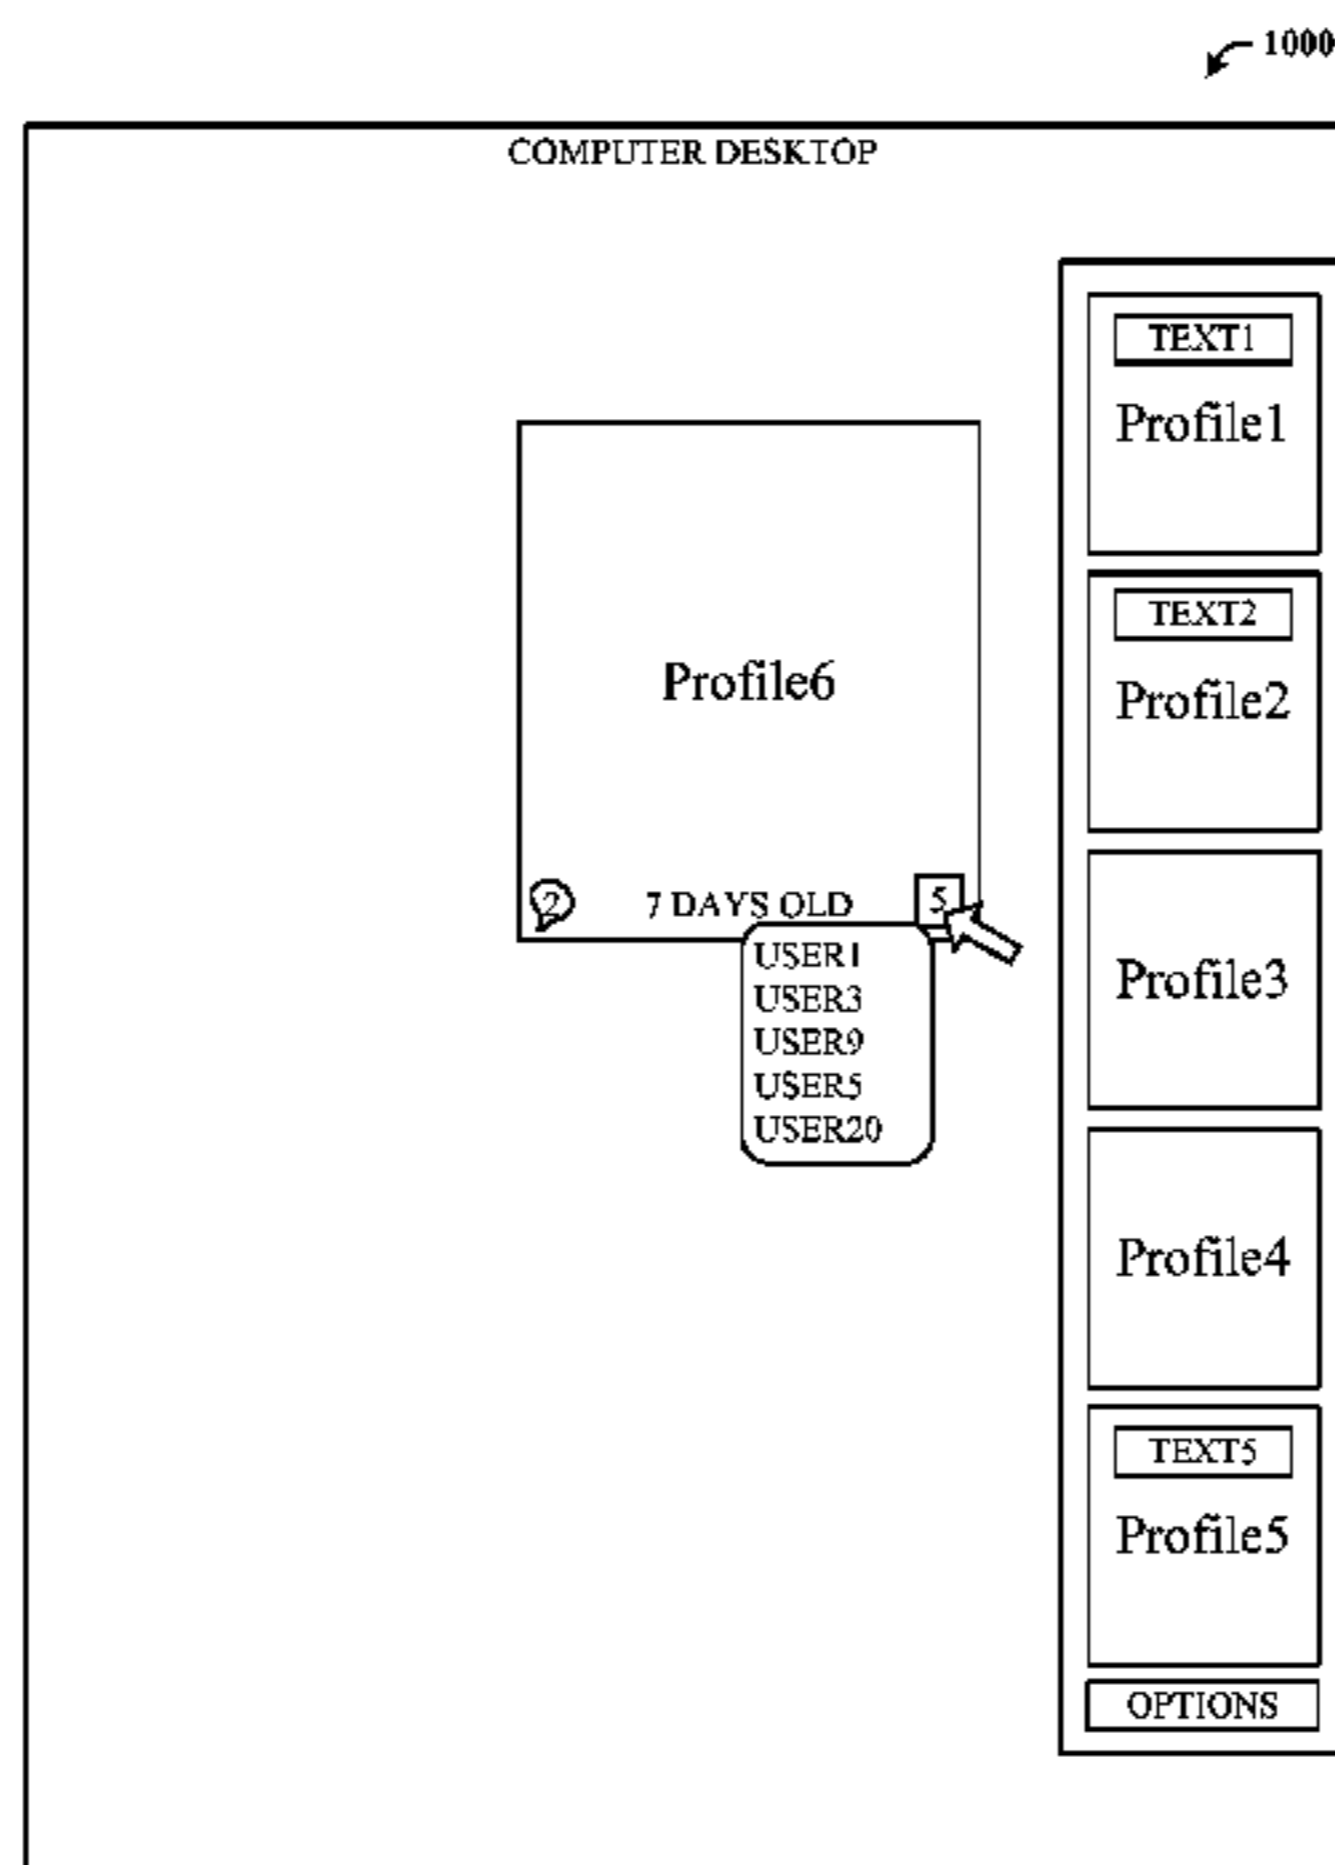 1000
COMPUTER DESKTOP
TEXT1
Profile1
TEXT2
Profile2
Profile6
2 7 DAYS OLD 5
USER1
USER3
USER9
USER5
USER20
Profile3
Profile4
TEXT5
Profile5
OPTIONS